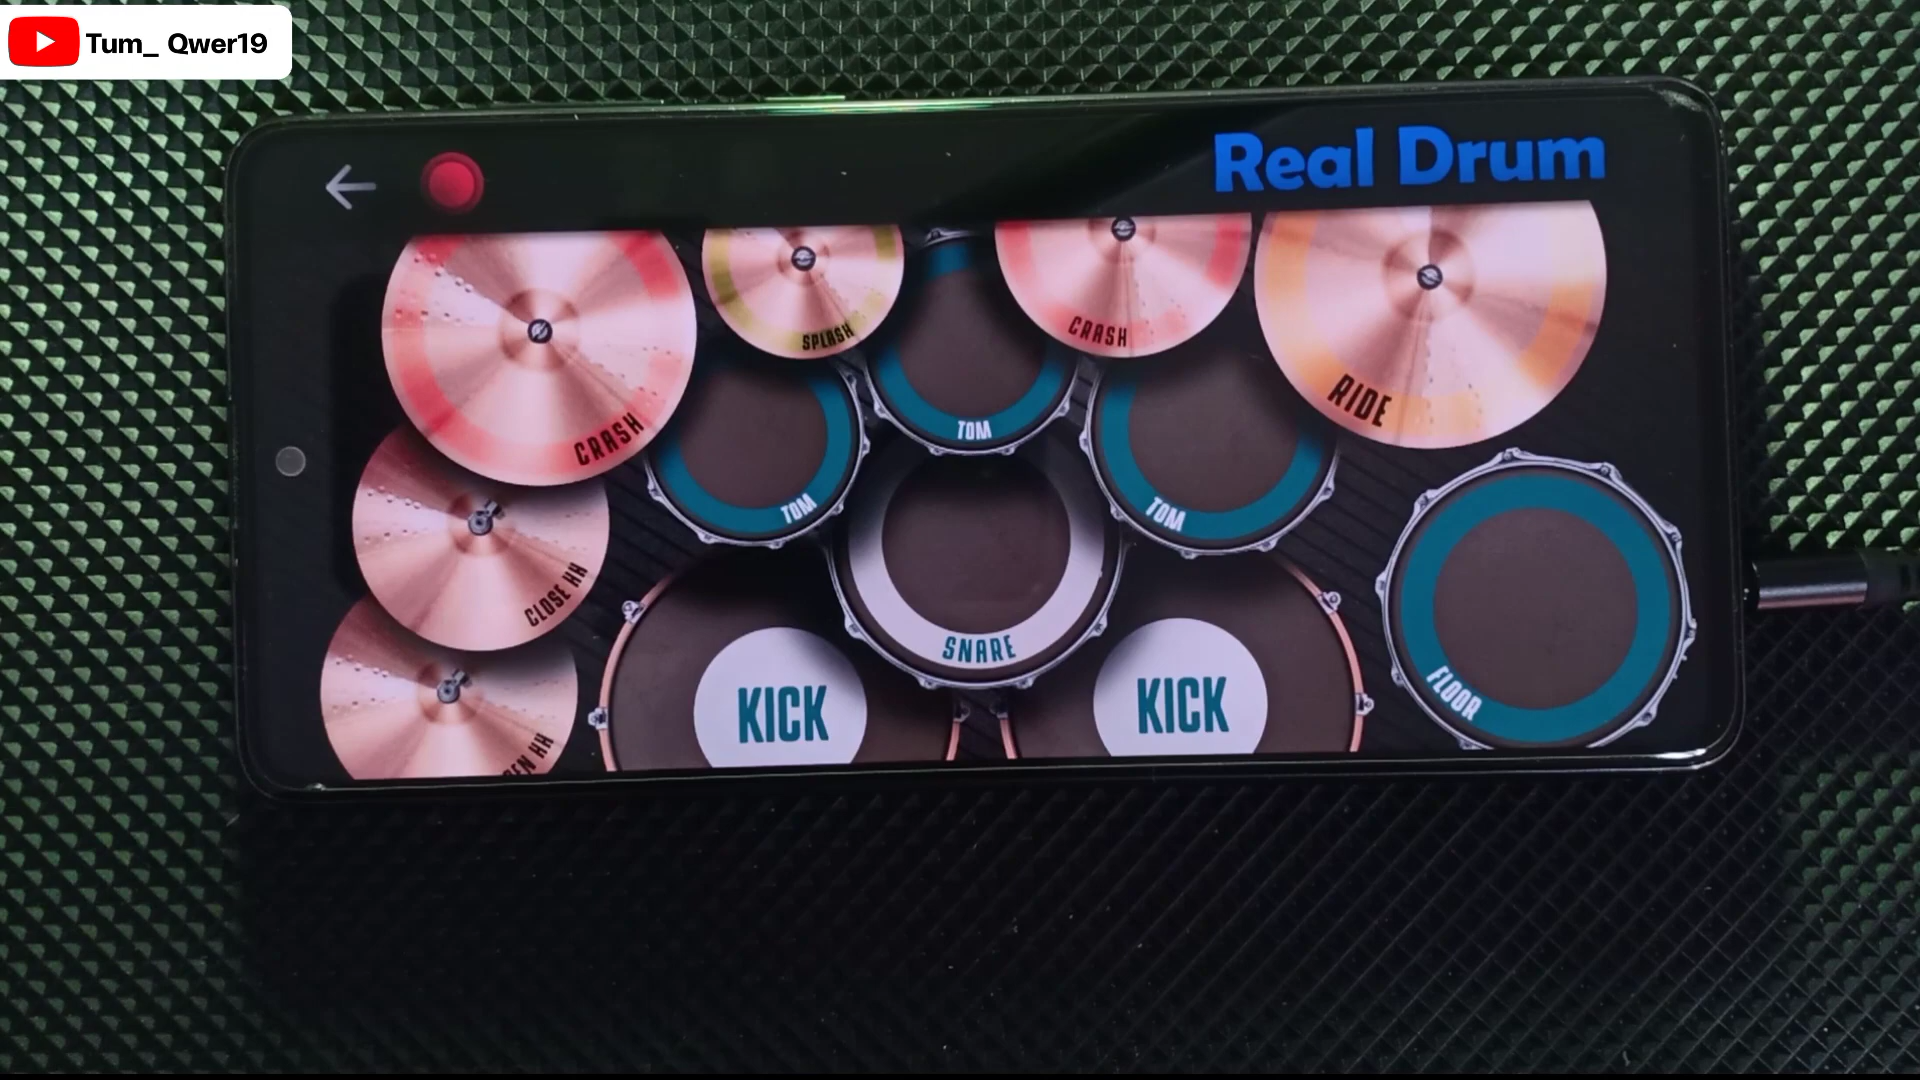 Tum_ Qwer19
Real Drum
SPLASH
CRASH
RIDE
CRASH
TOM
TOM
TOM
CLOSE HH
SNARE
FLOOR
KICK
KICK